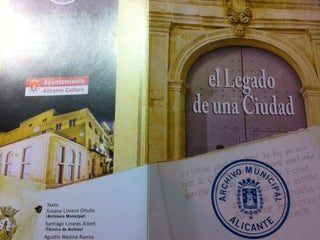 Ayuntamiento
Alicante Cultura
el Legado
de una Ciudad
Texto:
Susana Llorens Ortuño
(Archivera Municipal)
Santiago Linares Albert
(Técnico de Archivo)
Agustín Medina Ramos
ARCHIVO MUNICIPAL
ALICANTE